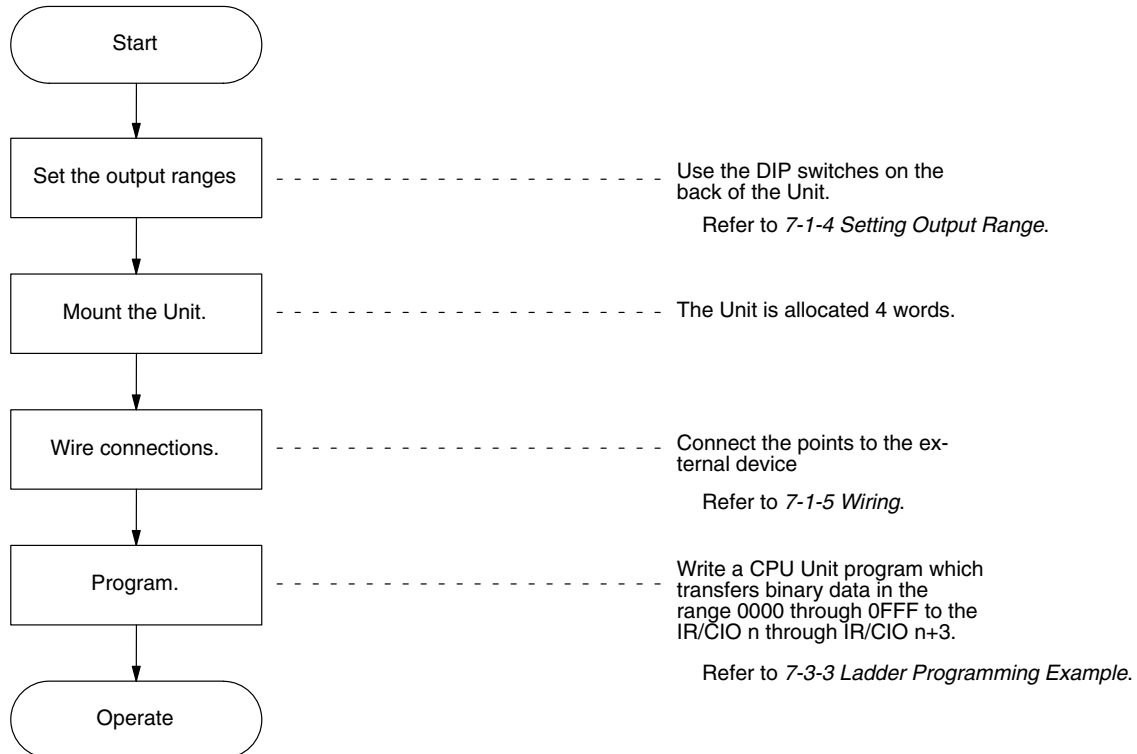 Start
Set the output ranges
Use the DIP switches on the
back of the Unit.
Refer to 7-1-4 Setting Output Range.
Mount the Unit.
The Unit is allocated 4 words.
Wire connections.
Connect the points to the ex-
ternal device
Refer to 7-1-5 Wiring.
Program.
Write a CPU Unit program which
transfers binary data in the
range 0000 through 0FFF to the
IR/CIO n through IR/CIO n+3.
Refer to 7-3-3 Ladder Programming Example.
Operate